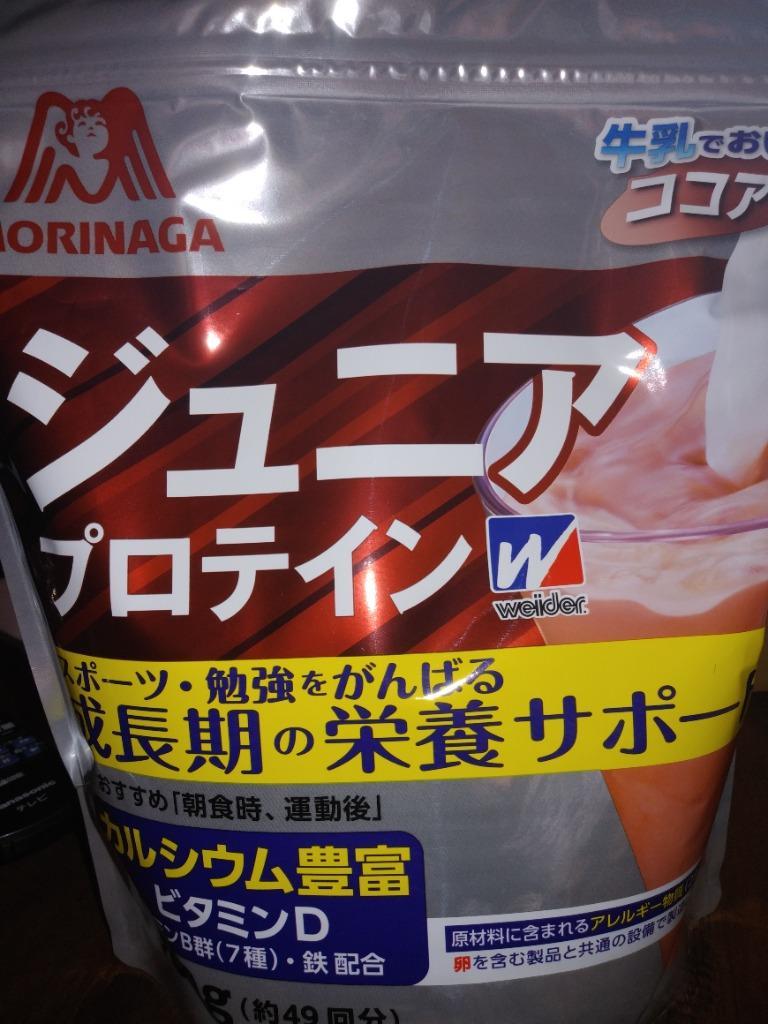 MORINAGA
牛乳でおい
ココア
ジュニア
プロテイン
W
weider
スポーツ・勉強をがんばる
成長期の栄養サポー
おすすめ「朝食時、運動後」
カルシウム豊富
ビタミンD
ンB群(7種)・鉄 配合
原材料に含まれるアレルギー物質
卵を含む製品と共通の設備で製
g(約49回分)
Panasonic
テレビ